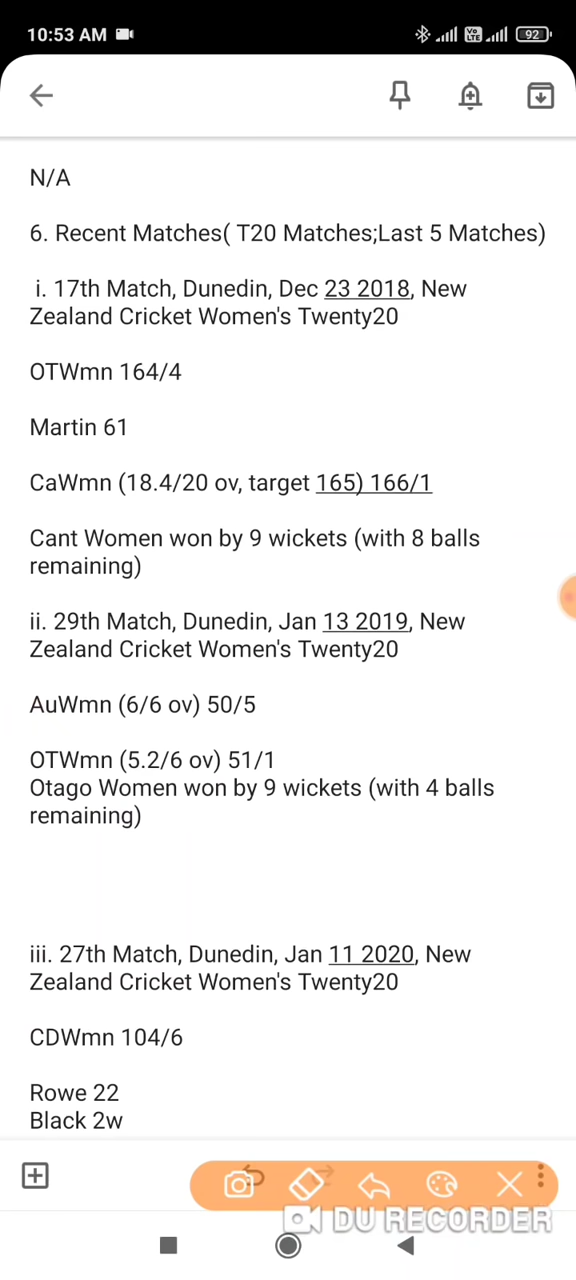 10:53 AM
Vo LTE
92
N/A
6. Recent Matches( T20 Matches;Last 5 Matches)
i. 17th Match, Dunedin, Dec 23 2018, New
Zealand Cricket Women's Twenty20
OTWmn 164/4
Martin 61
CaWmn (18.4/20 ov, target 165) 166/1
Cant Women won by 9 wickets (with 8 balls
remaining)
ii. 29th Match, Dunedin, Jan 13 2019, New
Zealand Cricket Women's Twenty20
AuWmn (6/6 ov) 50/5
OTWmn (5.2/6 ov) 51/1
Otago Women won by 9 wickets (with 4 balls
remaining)
iii. 27th Match, Dunedin, Jan 11 2020, New
Zealand Cricket Women's Twenty20
CDWmn 104/6
Rowe 22
Black 2w
DU RECORDER